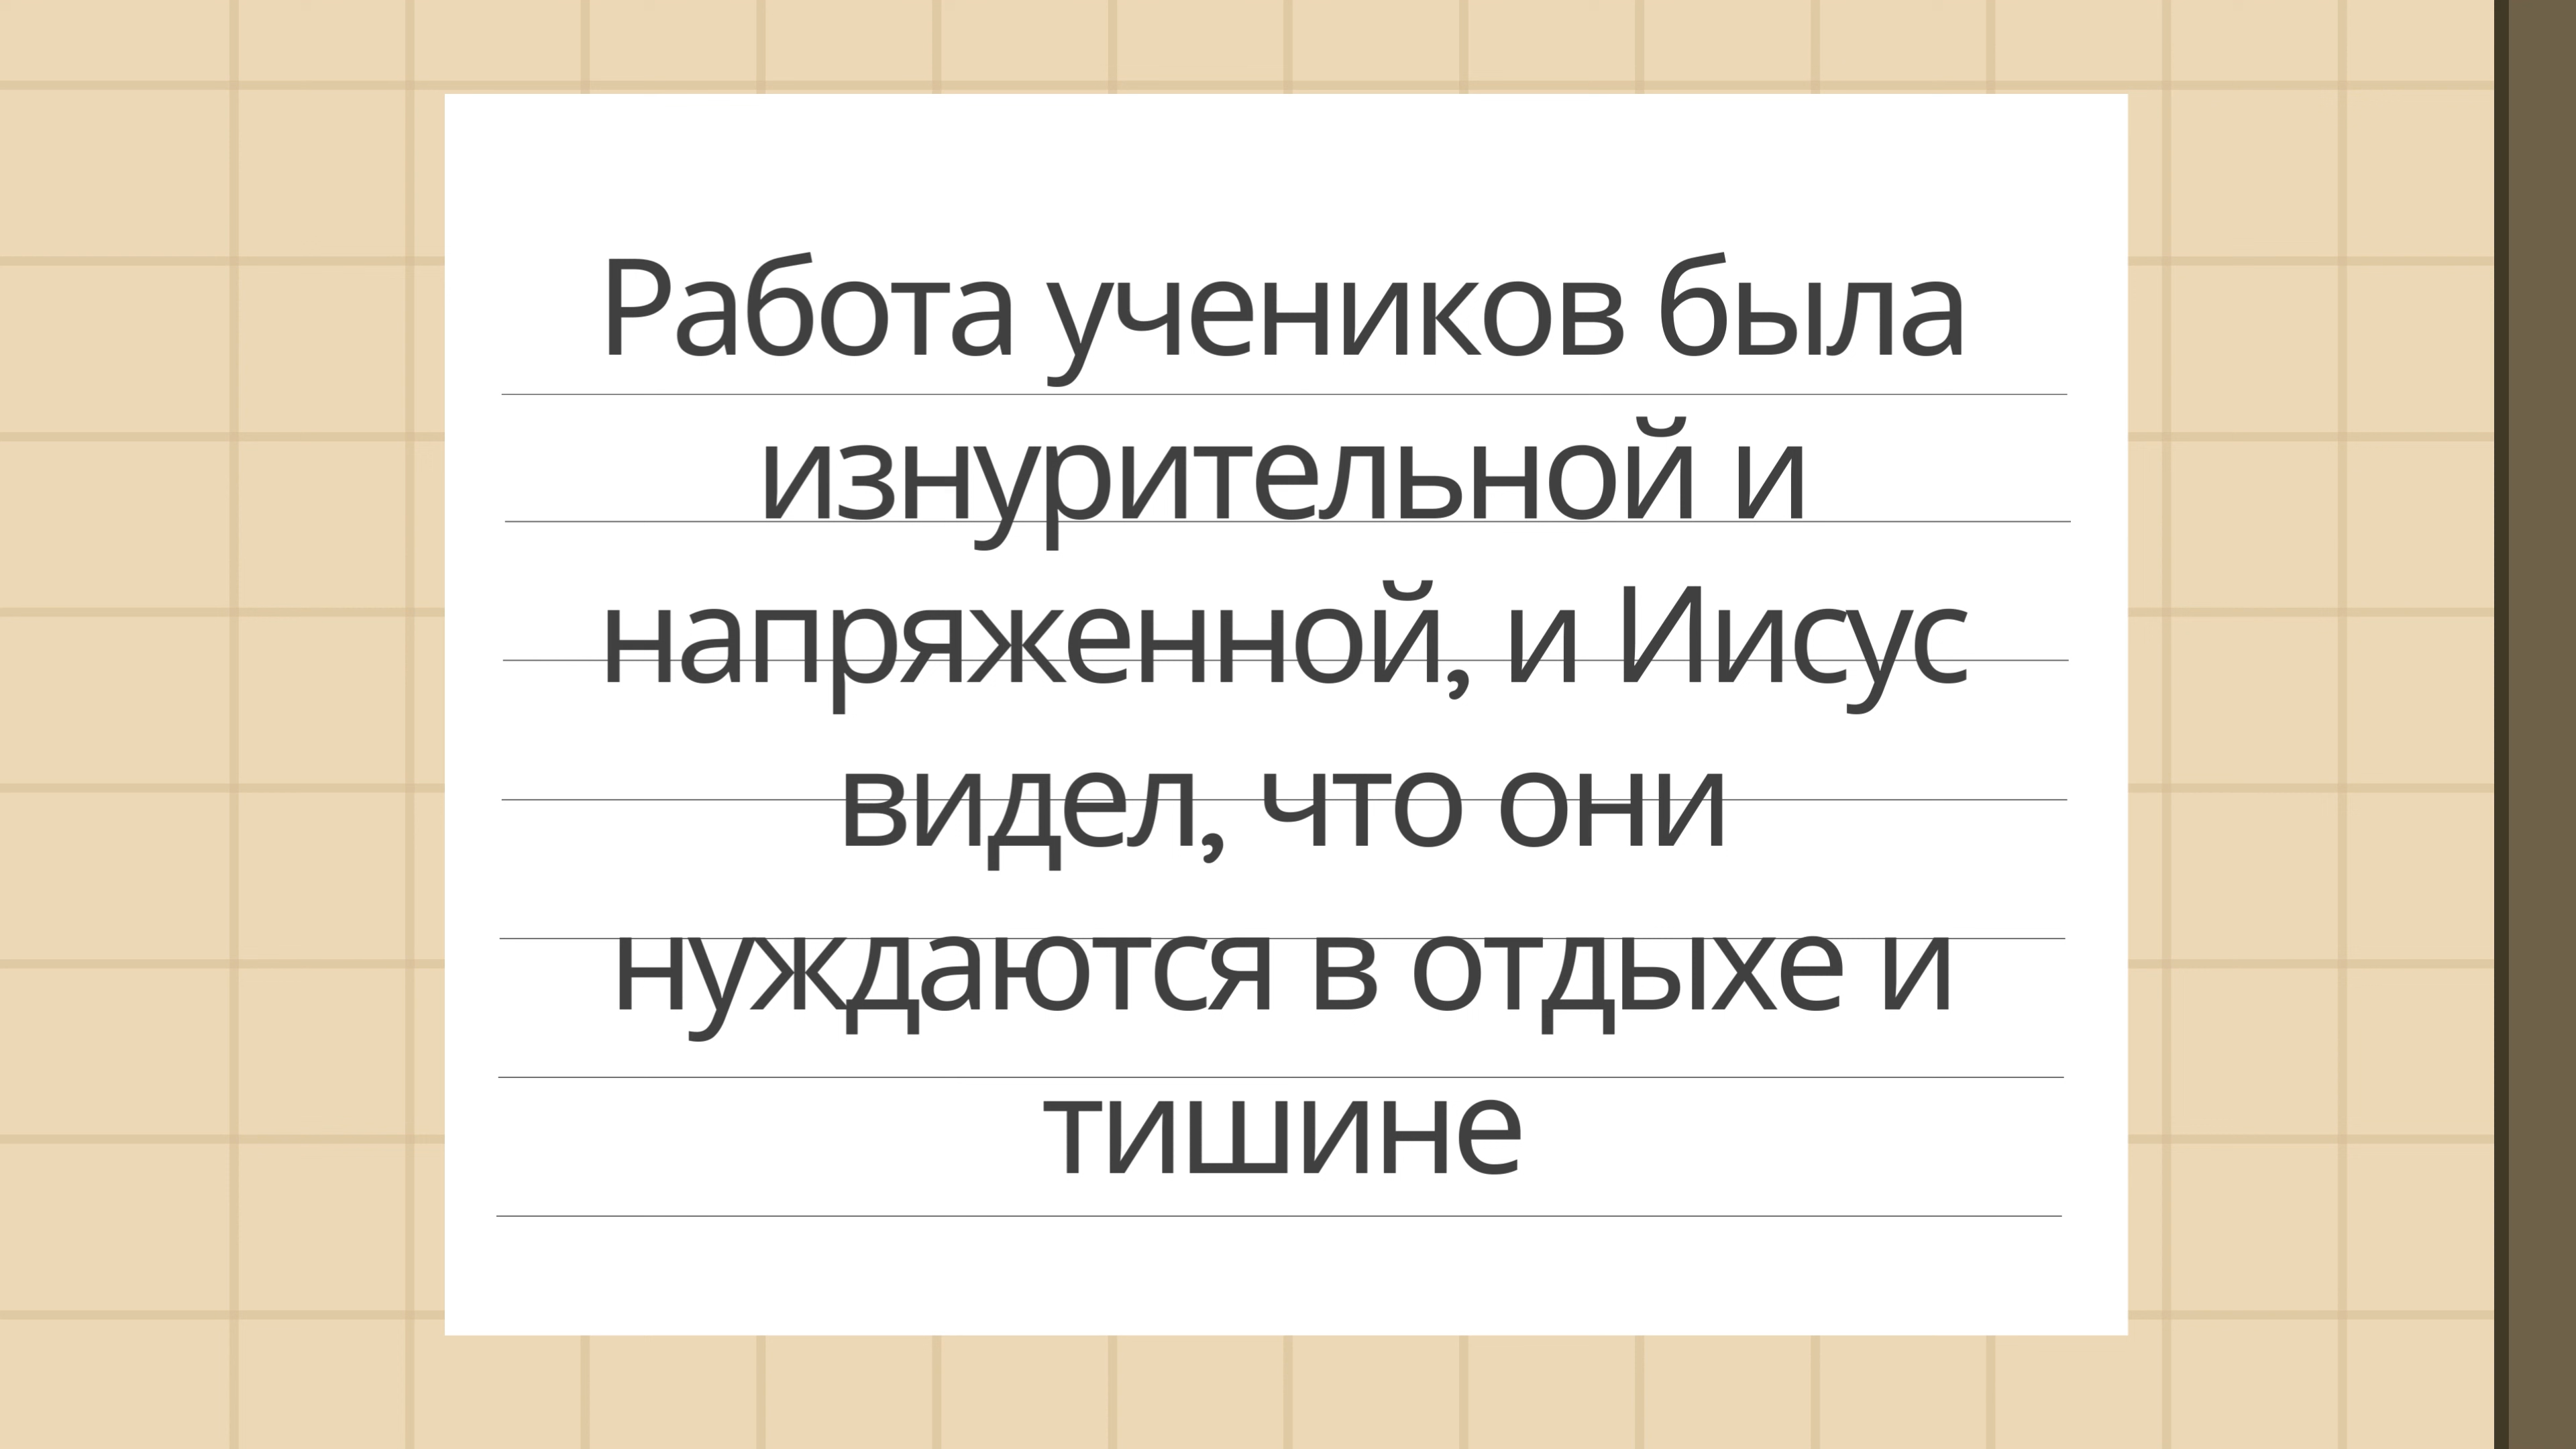 Работа учеников была
изнурительной и
напряженной, и Иисус
видел, что они
нуждаются в отдыхе и
тишине